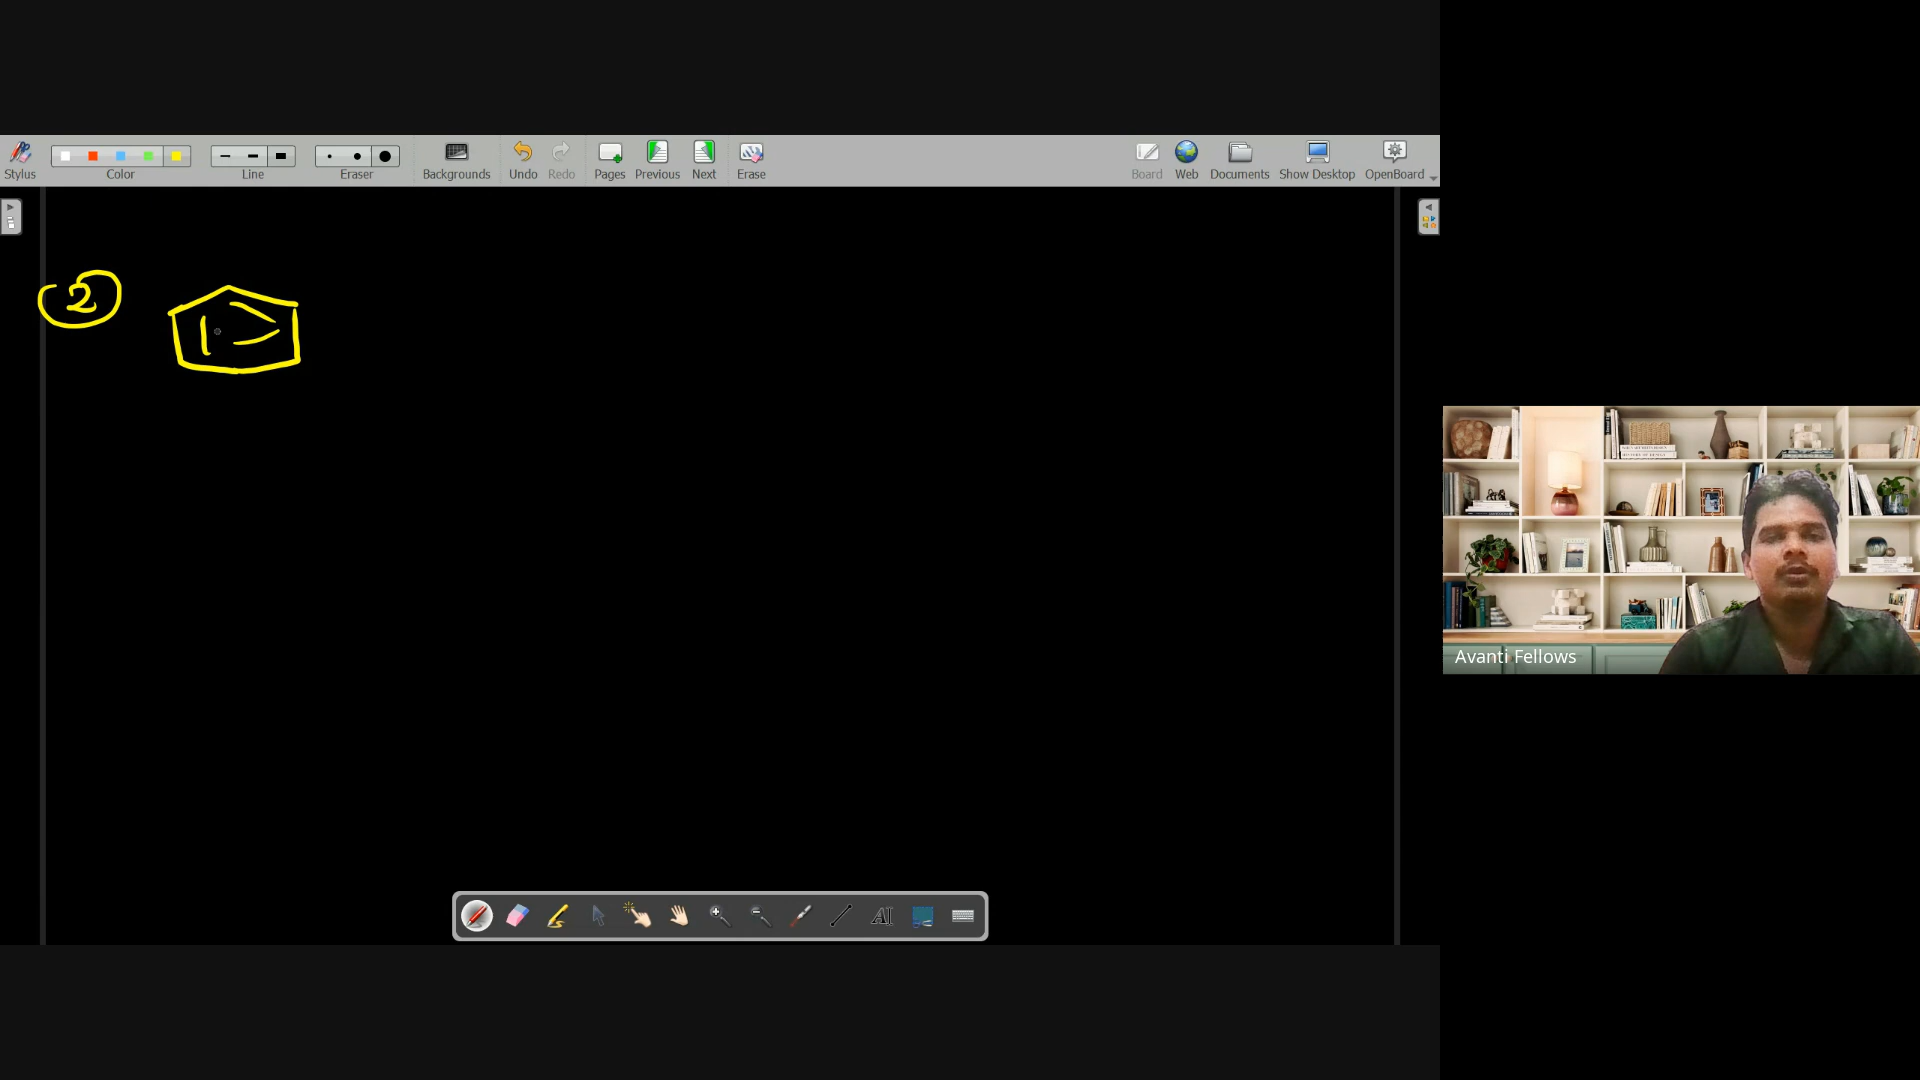 Stylus Color Line Eraser Backgrounds Undo Redo Pages Previous Next Erase Board Web Documents Show Desktop OpenBoard
2
AI
Avanti Fellows